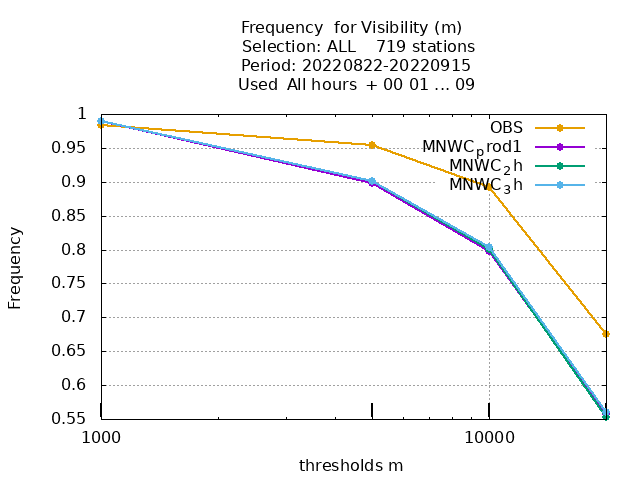 Frequency for Visibility (m)
Selection: ALL 719 stations
Period: 20220822-20220915
Used All hours + 00 01 ... 09
1
0.95
0.9
0.85
0.8
0.75
0.7
0.65
0.6
0.55
Frequency
OBS
MNWCprod1
MNWC2h
MNWC3h
1000
10000
thresholds m